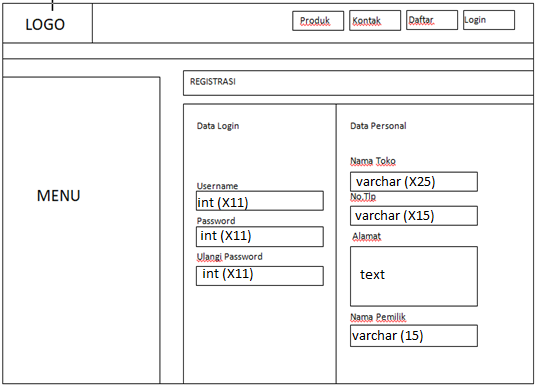 LOGO
Produk
Kontak
Daftar
Login
REGISTRASI
MENU
Data Login
Username
int (X11)
Password
int (X11)
Ulangi Password
int (X11)
Data Personal
Nama Toko
varchar (X25)
No.Tlp
varchar (X15)
Alamat
text
Nama Pemilik
varchar (15)